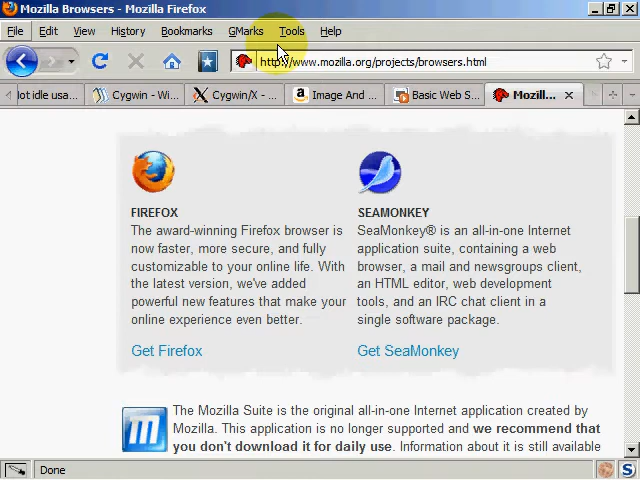 Mozilla Browsers - Mozilla Firefox
File Edit View History Bookmarks GMarks Tools Help
http://www.mozilla.org/projects/browsers.html
lot idle usa... Cygwin - Wi... Cygwin/X - ... Image And ... Basic Web S... Mozill...
FIREFOX
The award-winning Firefox browser is
now faster, more secure, and fully
customizable to your online life. With
the latest version, we've added
powerful new features that make your
online experience even better.
Get Firefox
SEAMONKEY
SeaMonkey® is an all-in-one Internet
application suite, containing a web
browser, a mail and newsgroups client,
an HTML editor, web development
tools, and an IRC chat client in a
single software package.
Get SeaMonkey
The Mozilla Suite is the original all-in-one Internet application created by
Mozilla. This application is no longer supported and we recommend that
you don't download it for daily use. Information about it is still available
Done